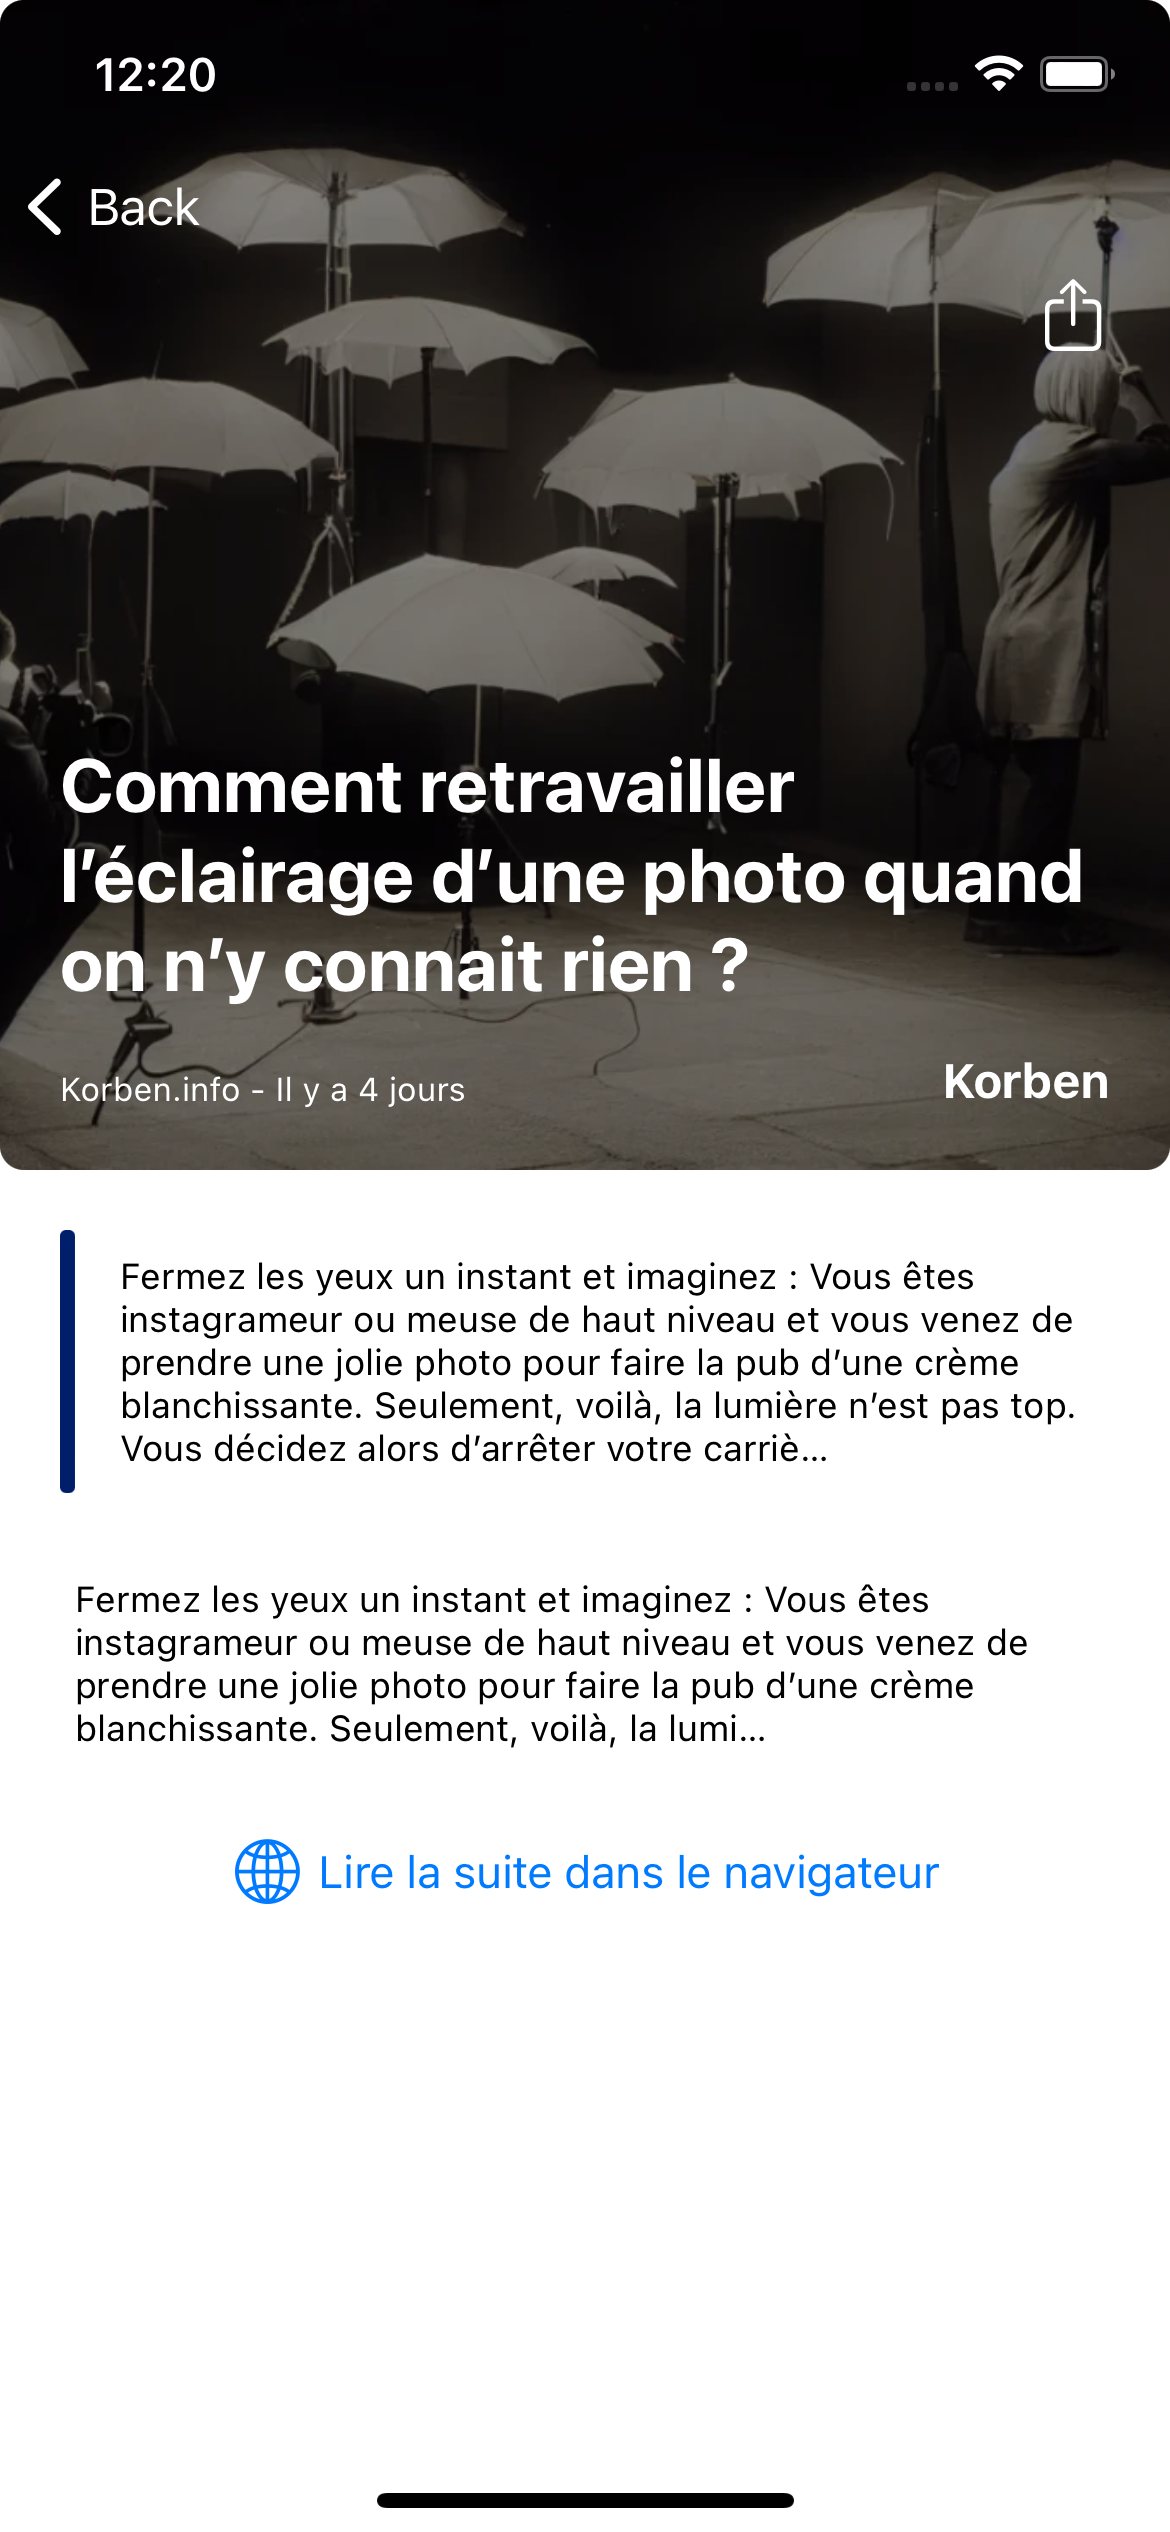 12:20
Back
Comment retravailler
l’éclairage d’une photo quand
on n’y connait rien ?
Korben.info - Il y a 4 jours
Korben
Fermez les yeux un instant et imaginez : Vous êtes
instagrameur ou meuse de haut niveau et vous venez de
prendre une jolie photo pour faire la pub d’une crème
blanchissante. Seulement, voilà, la lumière n’est pas top.
Vous décidez alors d’arrêter votre carriè...
Fermez les yeux un instant et imaginez : Vous êtes
instagrameur ou meuse de haut niveau et vous venez de
prendre une jolie photo pour faire la pub d’une crème
blanchissante. Seulement, voilà, la lumi...
Lire la suite dans le navigateur